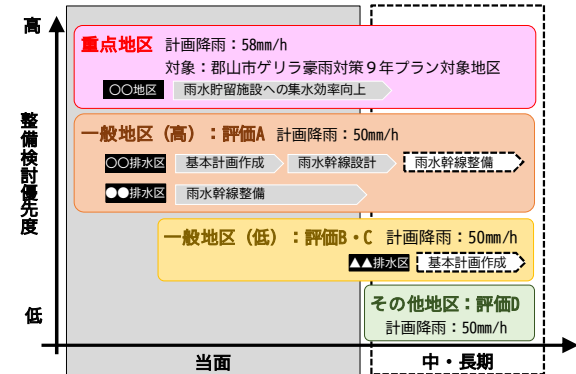 高
整備検討優先度
低
重点地区 計画降雨：58mm/h
対象：郡山市ゲリラ豪雨対策９年プラン対象地区
〇〇地区 雨水貯留施設への集水効率向上
一般地区（高）：評価A 計画降雨：50mm/h
〇〇排水区 基本計画作成 雨水幹線設計 雨水幹線整備
●●排水区 雨水幹線整備
一般地区（低）：評価B・C 計画降雨：50mm/h
▲▲排水区 基本計画作成
その他地区：評価D
計画降雨：50mm/h
当面 中・長期